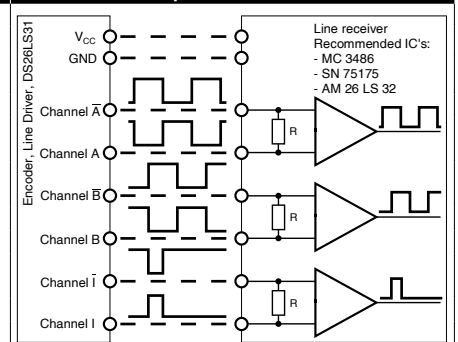 Encoder, Line Driver, DS26LS31
VCC
GND
Channel A̅
Channel A
Channel B̅
Channel B
Channel I̅
Channel I
Line receiver
Recommended IC's:
- MC 3486
- SN 75175
- AM 26 LS 32
R
R
R